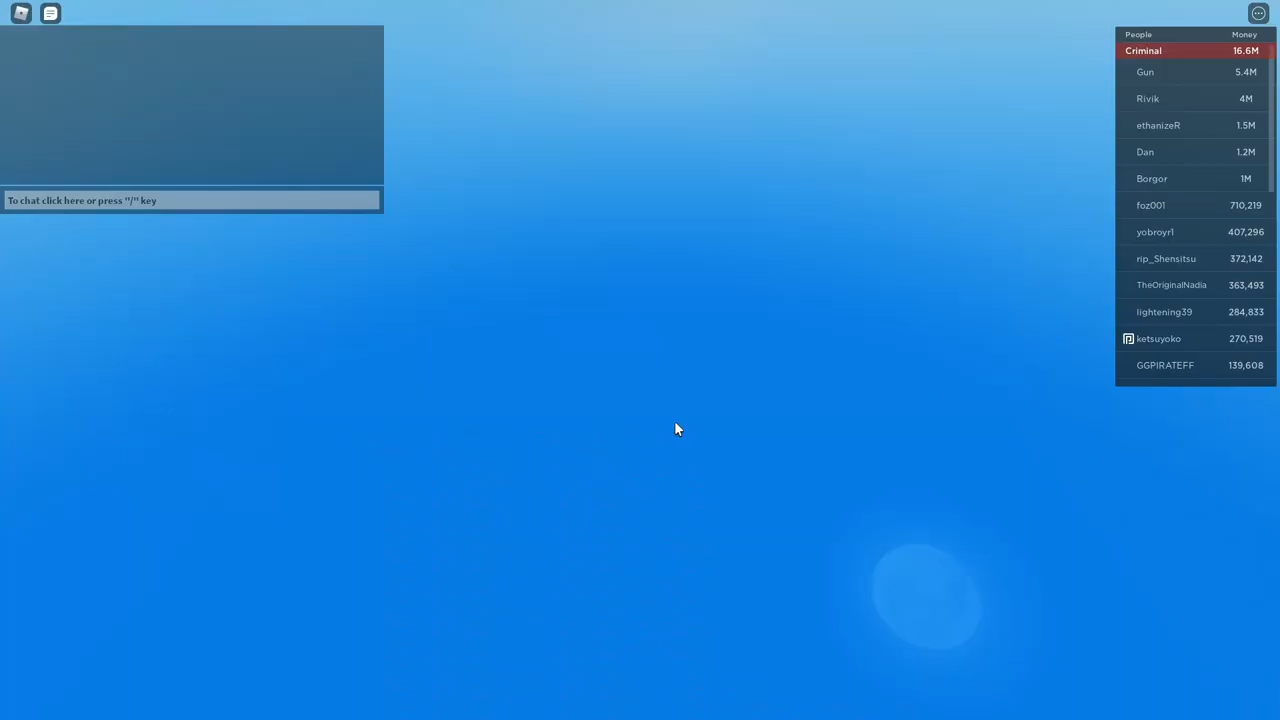 People Money
Criminal 16.6M
Gun 5.4M
Rivik 4M
ethanizeR 1.5M
Dan 1.2M
Borgor 1M
To chat click here or press "/" key
foz001 710,219
yobroyr1 407,296
rip_Shensitsu 372,142
TheOriginalNadia 363,493
lightening39 284,833
ketsuyoko 270,519
GGPIRATEFF 139,608